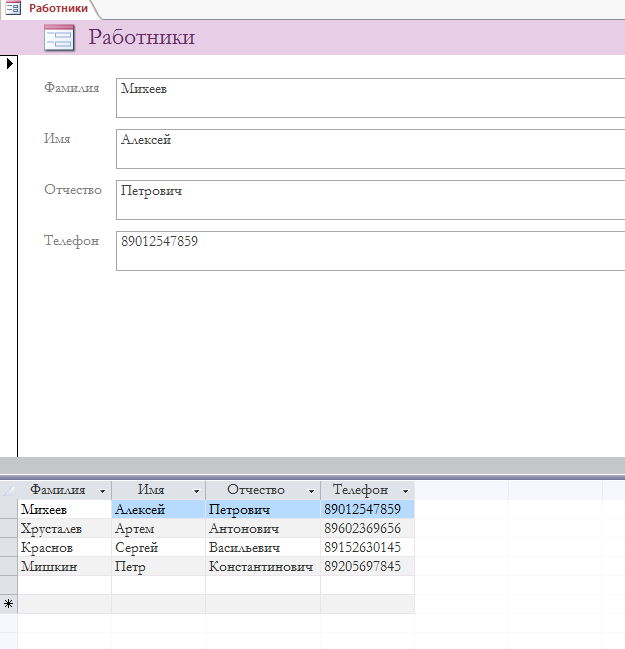 Работники
Работники
Фамилия Михеев
Имя Алексей
Отчество Петрович
Телефон 89012547859
Фамилия Имя Отчество Телефон
Михеев Алексей Петрович 89012547859
Хрусталев Артем Антонович 89602369656
Краснов Сергей Васильевич 89152630145
Мишкин Петр Константинович 89205697845